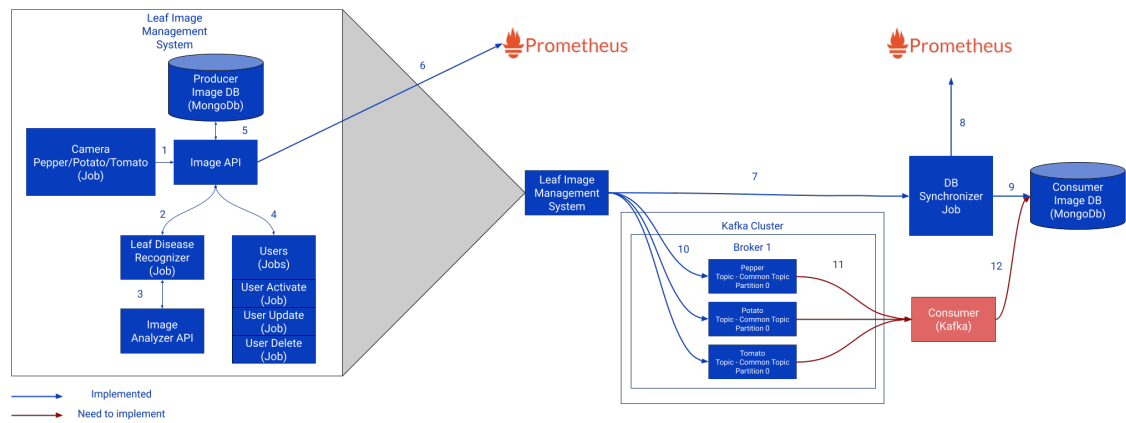 Leaf Image
Management
System
Producer
Image DB
(MongoDb)
5
Camera
Pepper/Potato/Tomato
(Job)
1
Image API
2
4
Leaf Disease
Recognizer
(Job)
3
Image
Analyzer API
Users
(Jobs)
User Activate
(Job)
User Update
(Job)
User Delete
(Job)
6
Prometheus
Prometheus
Leaf Image
Management
System
7
8
DB
Synchronizer
Job
9
Consumer
Image DB
(MongoDb)
Kafka Cluster
Broker 1
10
Pepper
Topic - Common Topic
Partition 0
Potato
Topic - Common Topic
Partition 0
Tomato
Topic - Common Topic
Partition 0
11
Consumer
(Kafka)
12
Implemented
Need to implement